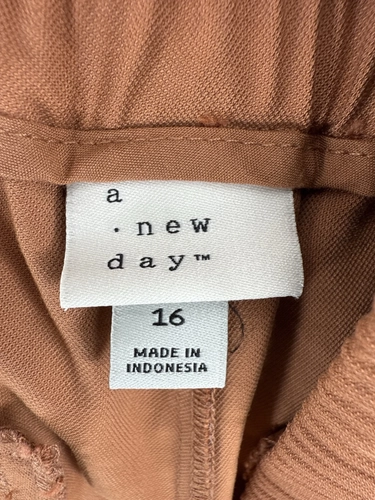 a
· new
day™
16
MADE IN
INDONESIA